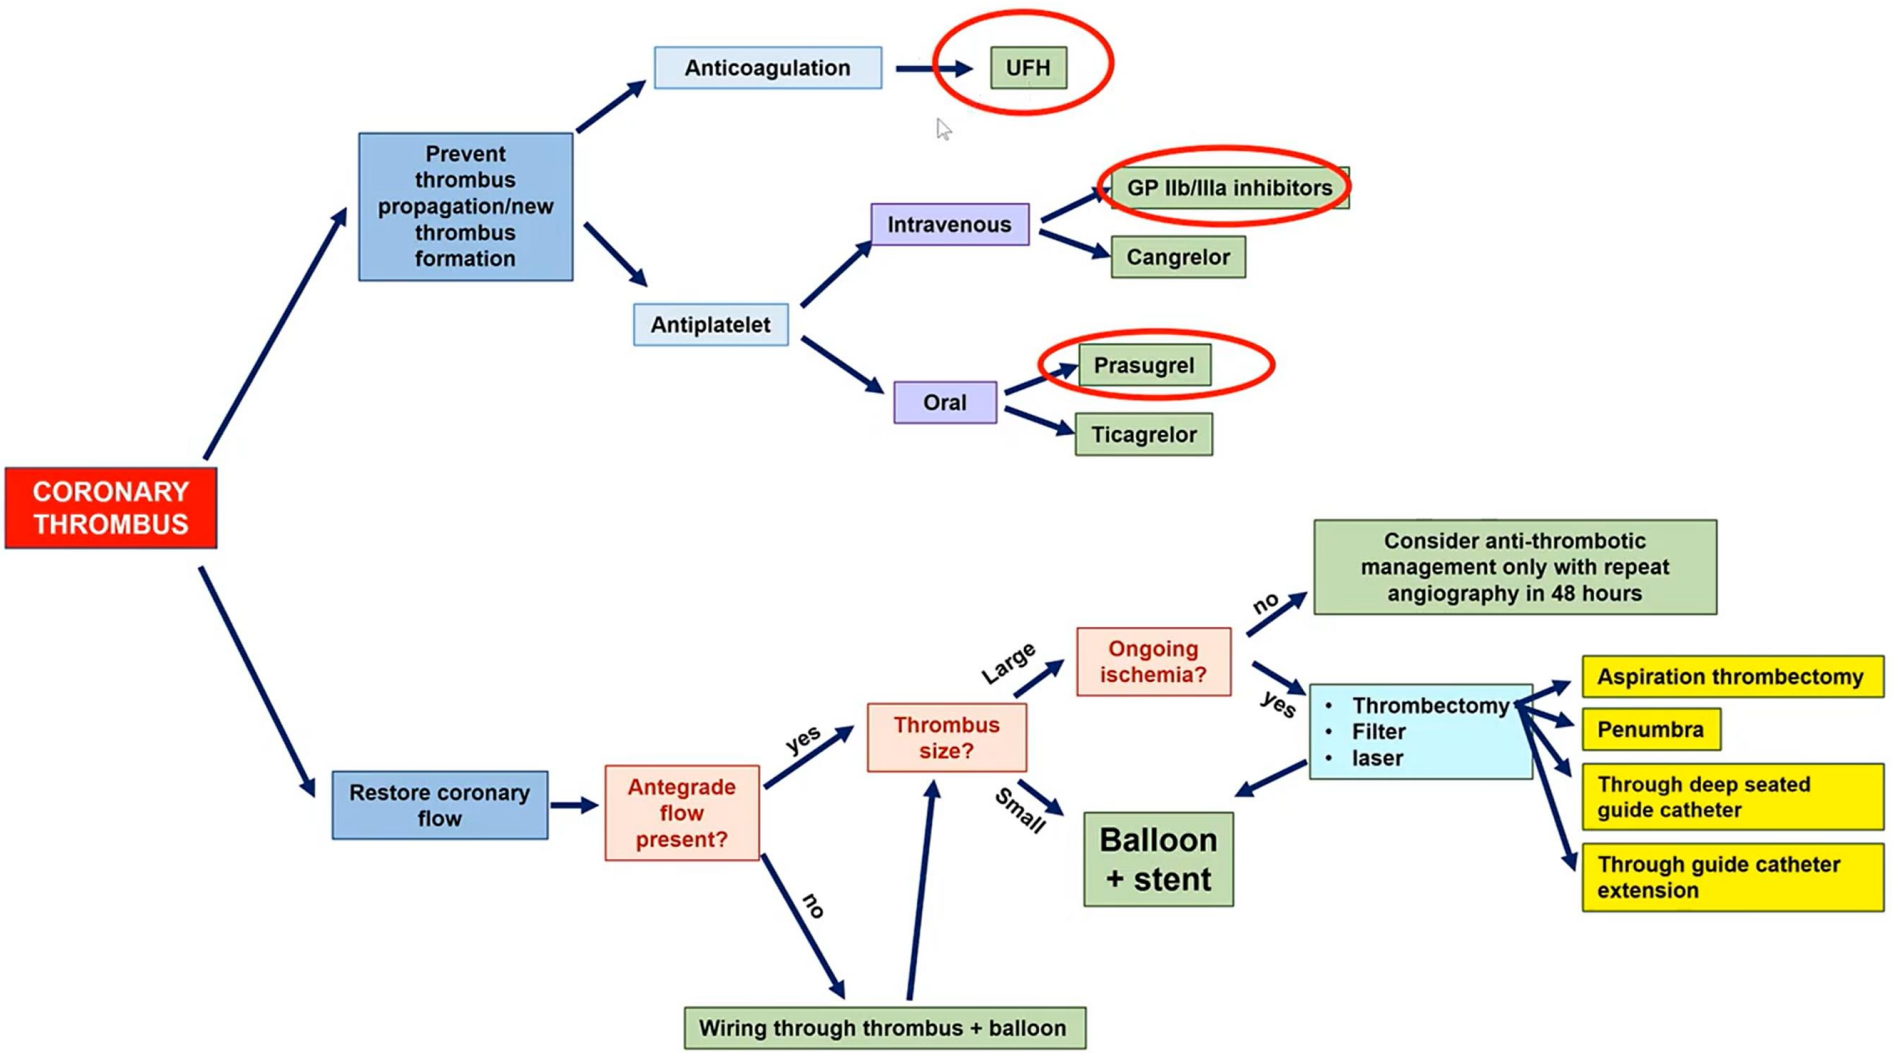 Anticoagulation
UFH
Prevent
thrombus
propagation/new
thrombus
formation
GP IIb/IIIa inhibitors
Intravenous
Cangrelor
Antiplatelet
Prasugrel
Oral
Ticagrelor
CORONARY
THROMBUS
Consider anti-thrombotic
management only with repeat
angiography in 48 hours
no
Large
Ongoing
ischemia?
yes
Thrombus
size?
yes
• Thrombectomy
• Filter
• laser
Aspiration thrombectomy
Penumbra
Through deep seated
guide catheter
Through guide catheter
extension
Restore coronary
flow
Antegrade
flow
present?
Small
Balloon
+ stent
no
Wiring through thrombus + balloon